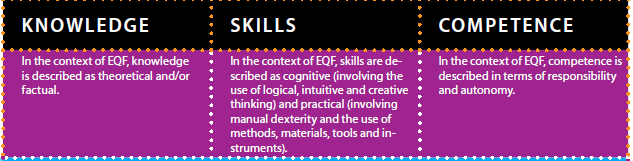 KNOWLEDGE
In the context of EQF, knowledge
is described as theoretical and/or
factual.
SKILLS
In the context of EQF, skills are de-
scribed as cognitive (involving the
use of logical, intuitive and creative
thinking) and practical (involving
manual dexterity and the use of
methods, materials, tools and in-
struments).
COMPETENCE
In the context of EQF, competence is
described in terms of responsibility
and autonomy.